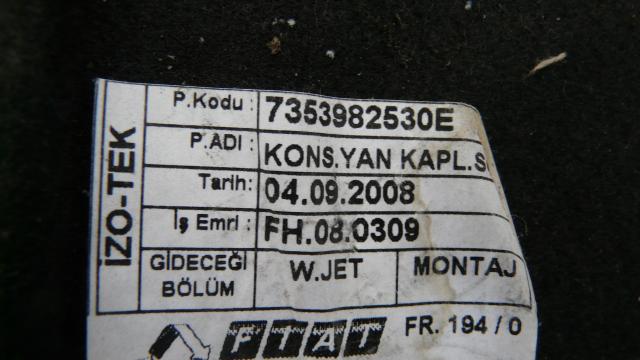 İZO-TEK
P.Kodu : 7353982530E
P.ADI : KONS.YAN KAPL.S
Tarih: 04.09.2008
İş Emri : FH.08.0309
GİDECEĞİ BÖLÜM W.JET MONTAJ
FIAT FR. 194 / 0